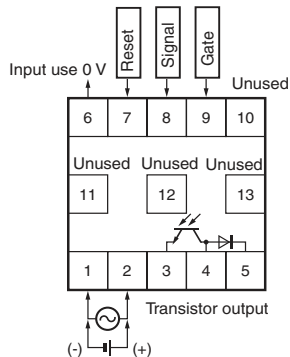 Reset
Signal
Gate
Input use 0 V
Unused
6 7 8 9 10
Unused Unused Unused
11 12 13
1 2 3 4 5
Transistor output
(-) (+)